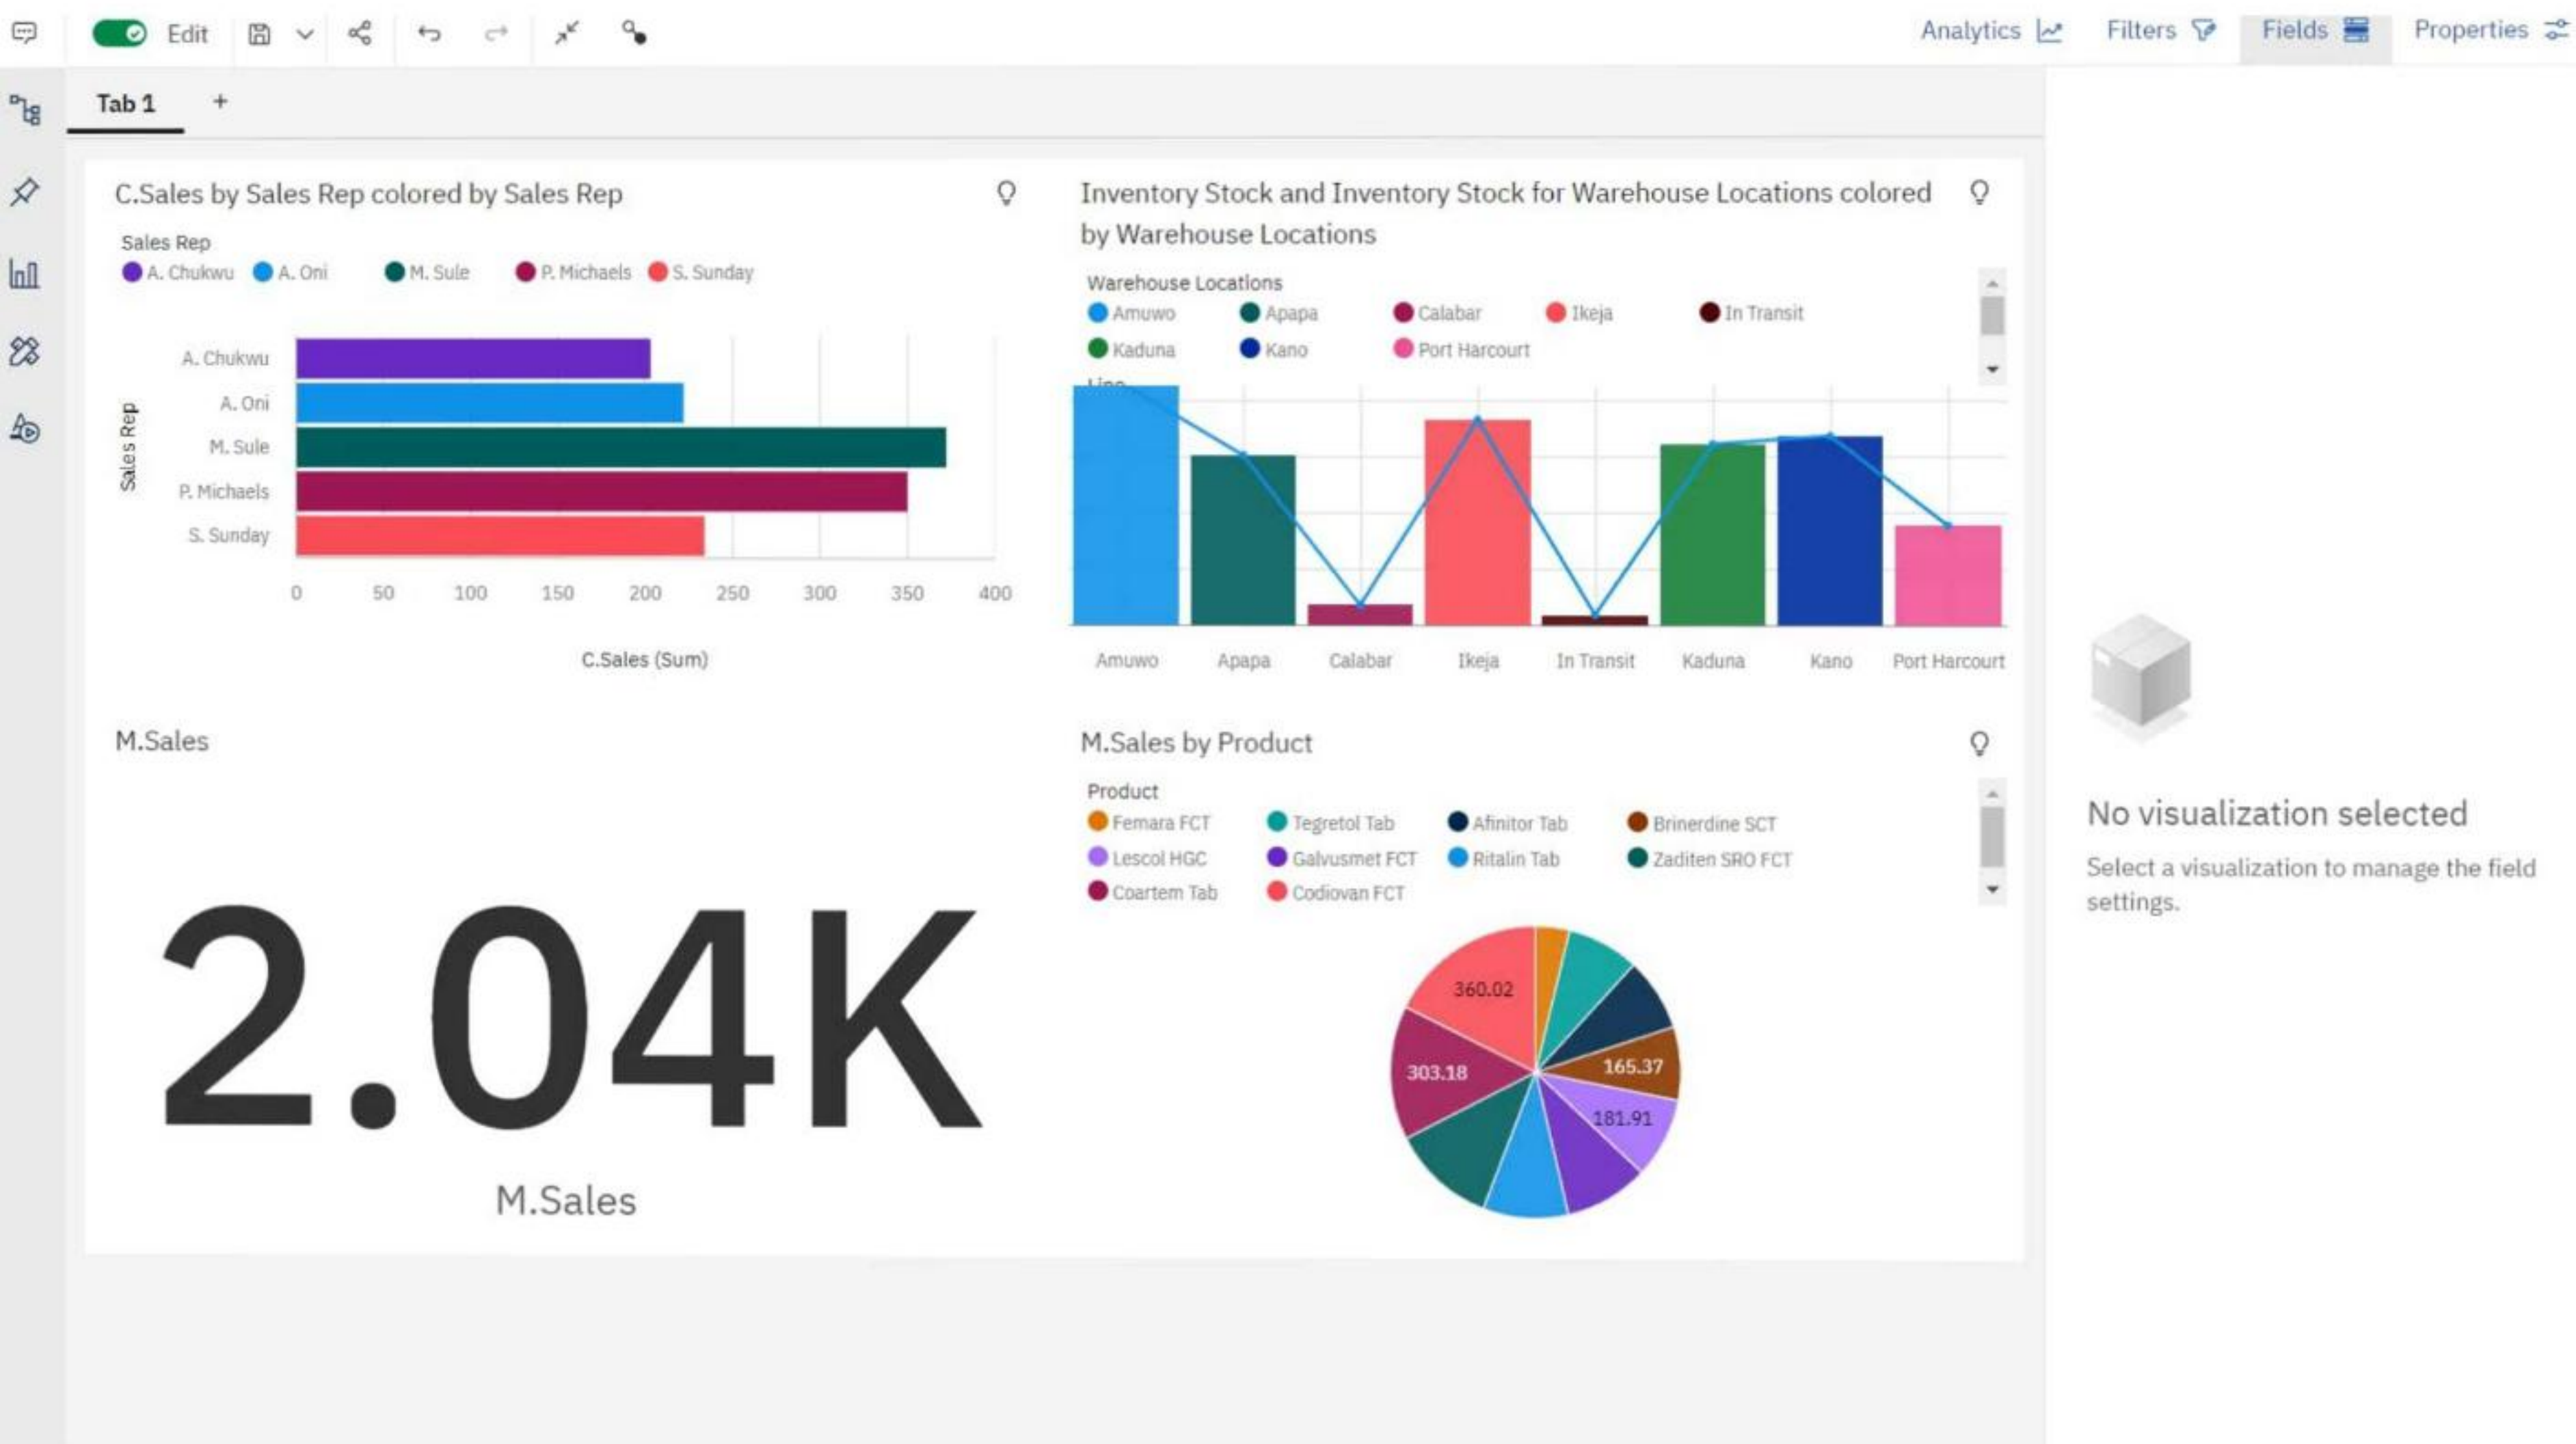 Edit
Analytics
Filters
Fields
Properties
Tab 1
+
C.Sales by Sales Rep colored by Sales Rep
Sales Rep
A. Chukwu A. Oni M. Sule P. Michaels S. Sunday
Sales Rep
A. Chukwu
A. Oni
M. Sule
P. Michaels
S. Sunday
0 50 100 150 200 250 300 350 400
C.Sales (Sum)
Inventory Stock and Inventory Stock for Warehouse Locations colored
by Warehouse Locations
Warehouse Locations
Amuwo Apapa Calabar Ikeja In Transit
Kaduna Kano Port Harcourt
Amuwo Apapa Calabar Ikeja In Transit Kaduna Kano Port Harcourt
M.Sales
2.04K
M.Sales
M.Sales by Product
Product
Femara FCT Tegretol Tab Afinitor Tab Brinerdine SCT
Lescol HGC Galvusmet FCT Ritalin Tab Zaditen SRO FCT
Coartem Tab Codiovan FCT
360.02
165.37
303.18
181.91
No visualization selected
Select a visualization to manage the field
settings.